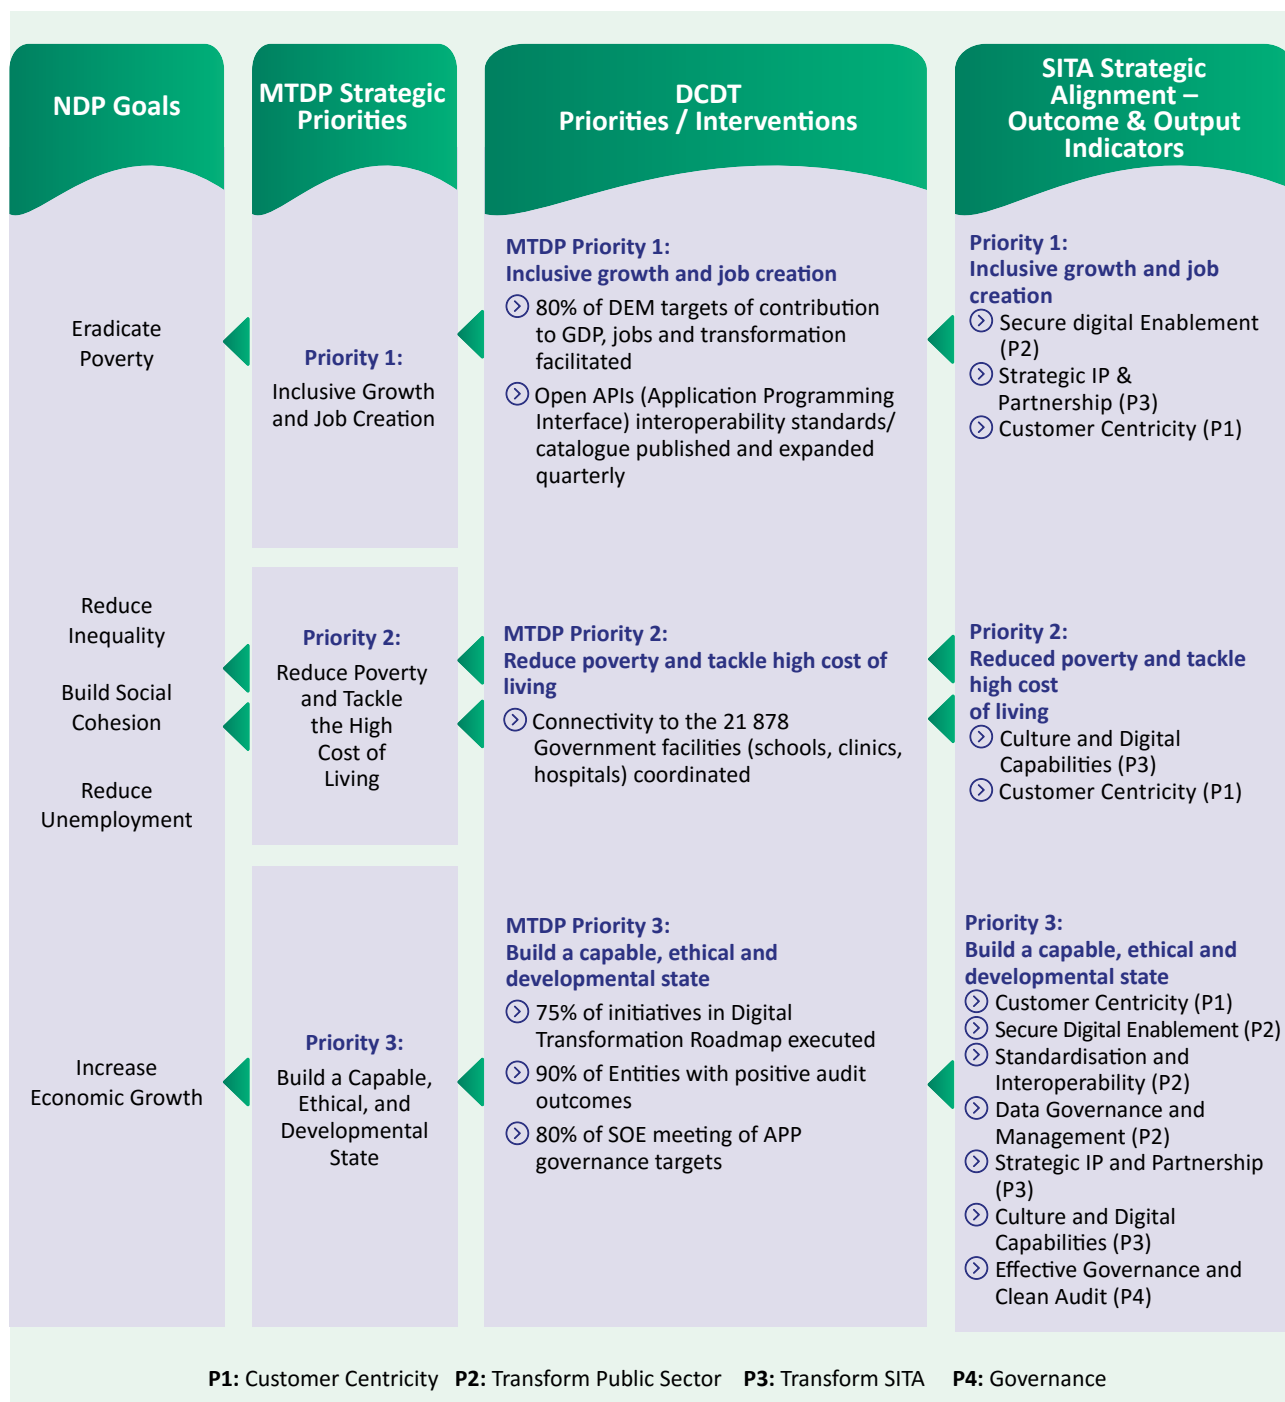 NDP Goals
Eradicate
Poverty
Reduce
Inequality
Build Social
Cohesion
Reduce
Unemployment
Increase
Economic Growth
MTDP Strategic
Priorities
Priority 1:
Inclusive Growth
and Job Creation
Priority 2:
Reduce Poverty
and Tackle
the High
Cost of
Living
Priority 3:
Build a Capable,
Ethical, and
Developmental
State
DCDT
Priorities / Interventions
MTDP Priority 1:
Inclusive growth and job creation
80% of DEM targets of contribution
to GDP, jobs and transformation
facilitated
Open APIs (Application Programming
Interface) interoperability standards/
catalogue published and expanded
quarterly
MTDP Priority 2:
Reduce poverty and tackle high cost of
living
Connectivity to the 21 878
Government facilities (schools, clinics,
hospitals) coordinated
MTDP Priority 3:
Build a capable, ethical and
developmental state
75% of initiatives in Digital
Transformation Roadmap executed
90% of Entities with positive audit
outcomes
80% of SOE meeting of APP
governance targets
SITA Strategic
Alignment –
Outcome & Output
Indicators
Priority 1:
Inclusive growth and job
creation
Secure digital Enablement
(P2)
Strategic IP &
Partnership (P3)
Customer Centricity (P1)
Priority 2:
Reduced poverty and tackle
high cost
of living
Culture and Digital
Capabilities (P3)
Customer Centricity (P1)
Priority 3:
Build a capable, ethical and
developmental state
Customer Centricity (P1)
Secure Digital Enablement (P2)
Standardisation and
Interoperability (P2)
Data Governance and
Management (P2)
Strategic IP and Partnership
(P3)
Culture and Digital
Capabilities (P3)
Effective Governance and
Clean Audit (P4)
P1: Customer Centricity P2: Transform Public Sector P3: Transform SITA P4: Governance